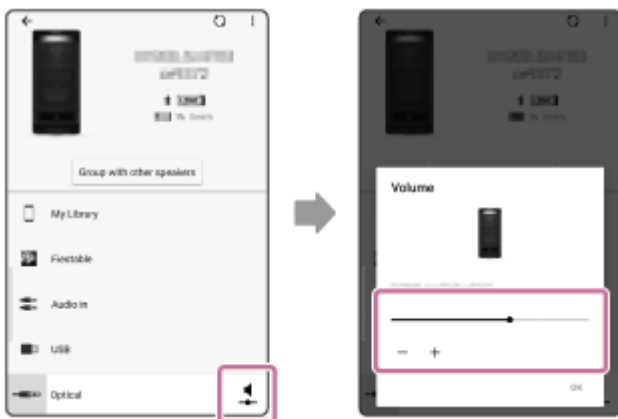 Group with other speakers
My Library
Fiestable
Audio in
USB
Optical
Volume
OK